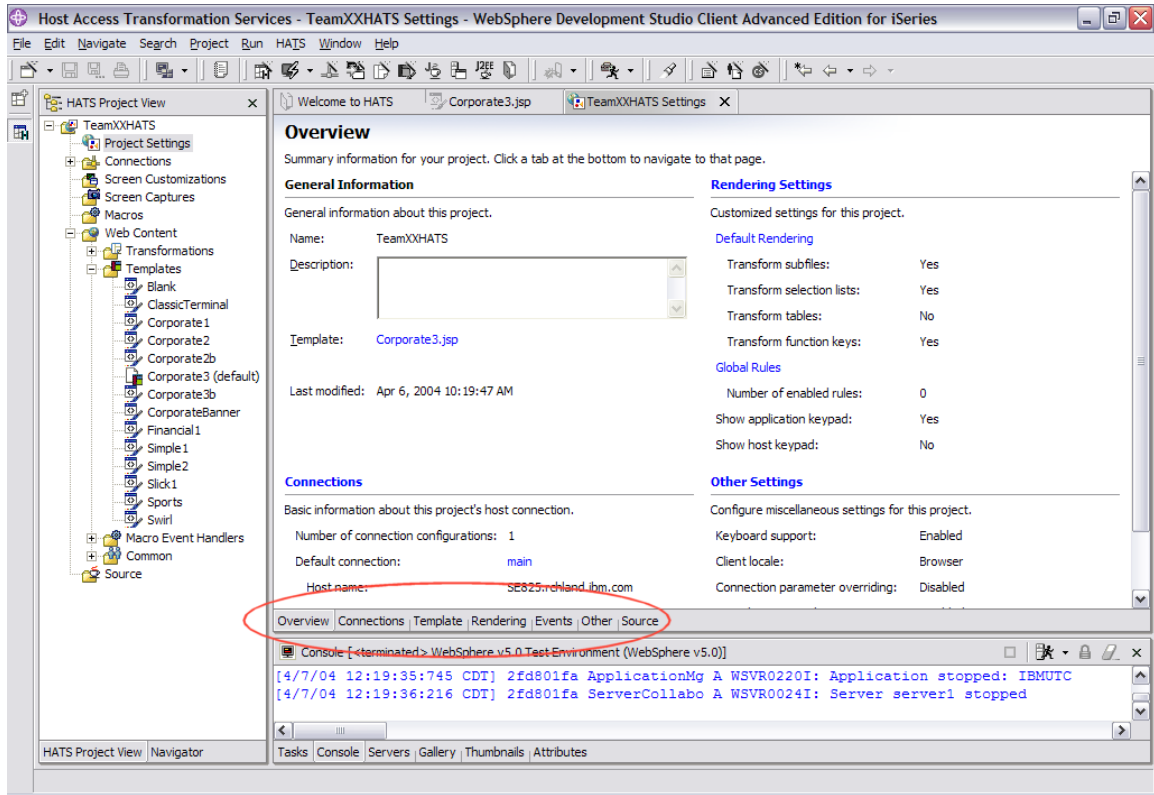 Host Access Transformation Services - TeamXXHATS Settings - WebSphere Development Studio Client Advanced Edition for iSeries
File Edit Navigate Search Project Run HATS Window Help
HATS Project View
TeamXXHATS
Project Settings
Connections
Screen Customizations
Screen Captures
Macros
Web Content
Transformations
Templates
Blank
ClassicTerminal
Corporate1
Corporate2
Corporate2b
Corporate3 (default)
Corporate3b
CorporateBanner
Financial1
Simple1
Simple2
Slick1
Sports
Swirl
Macro Event Handlers
Common
Source
HATS Project View Navigator
Welcome to HATS Corporate3.jsp TeamXXHATS Settings
Overview
Summary information for your project. Click a tab at the bottom to navigate to that page.
General Information
General information about this project.
Name: TeamXXHATS
Description:
Template: Corporate3.jsp
Last modified: Apr 6, 2004 10:19:47 AM
Connections
Basic information about this project's host connection.
Number of connection configurations: 1
Default connection: main
Host name: SE825.rchland.ibm.com
Rendering Settings
Customized settings for this project.
Default Rendering
Transform subfiles: Yes
Transform selection lists: Yes
Transform tables: No
Transform function keys: Yes
Global Rules
Number of enabled rules: 0
Show application keypad: Yes
Show host keypad: No
Other Settings
Configure miscellaneous settings for this project.
Keyboard support: Enabled
Client locale: Browser
Connection parameter overriding: Disabled
Overview Connections Template Rendering Events Other Source
Console [<terminated> WebSphere v5.0 Test Environment (WebSphere v5.0)]
[4/7/04 12:19:35:745 CDT] 2fd801fa ApplicationMg A WSVR0220I: Application stopped: IBMUTC
[4/7/04 12:19:36:216 CDT] 2fd801fa ServerCollabo A WSVR0024I: Server server1 stopped
Tasks Console Servers Gallery Thumbnails Attributes